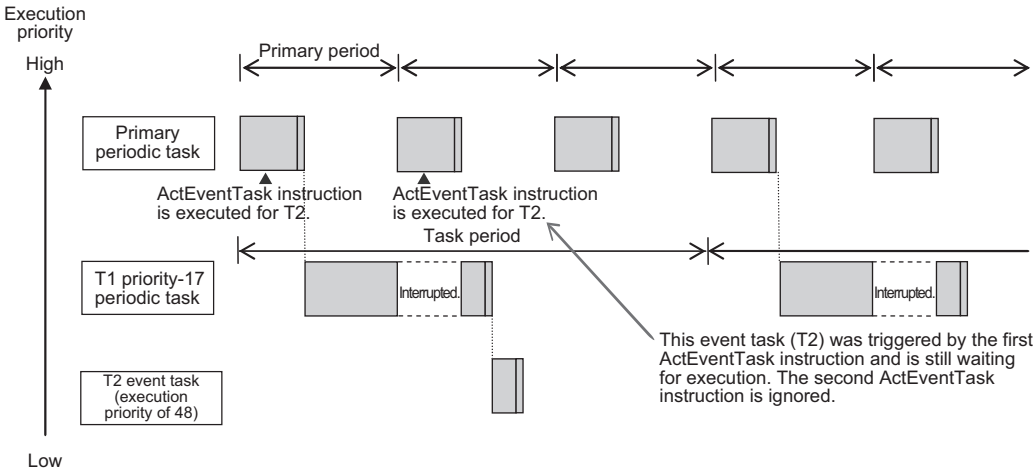 Execution
priority
High
Primary period
Primary
periodic task
ActEventTask instruction
is executed for T2.
ActEventTask instruction
is executed for T2.
Task period
T1 priority-17
periodic task
Interrupted.
Interrupted.
This event task (T2) was triggered by the first
ActEventTask instruction and is still waiting
for execution. The second ActEventTask
instruction is ignored.
T2 event task
(execution
priority of 48)
Low